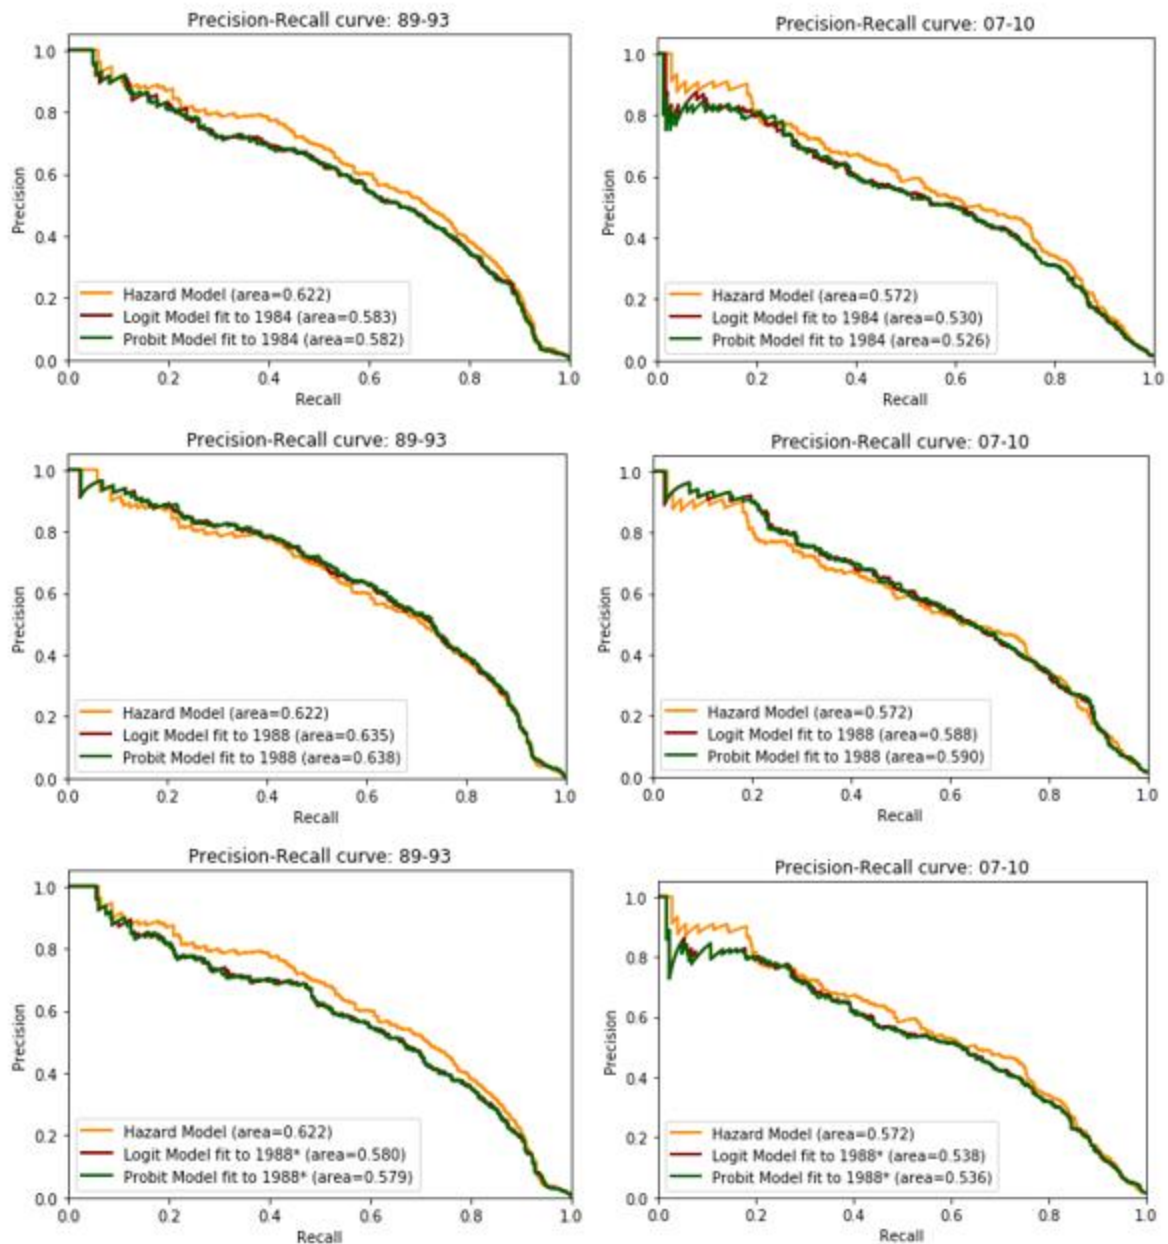 Precision-Recall curve: 89-93
1.0
0.8
0.6
0.4
0.2
0.0
Precision
Hazard Model (area=0.622)
Logit Model fit to 1984 (area=0.583)
Probit Model fit to 1984 (area=0.582)
0.0 0.2 0.4 0.6 0.8 1.0
Recall
Precision-Recall curve: 07-10
1.0
0.8
0.6
0.4
0.2
0.0
Precision
Hazard Model (area=0.572)
Logit Model fit to 1984 (area=0.530)
Probit Model fit to 1984 (area=0.526)
0.0 0.2 0.4 0.6 0.8 1.0
Recall
Precision-Recall curve: 89-93
1.0
0.8
0.6
0.4
0.2
0.0
Precision
Hazard Model (area=0.622)
Logit Model fit to 1988 (area=0.635)
Probit Model fit to 1988 (area=0.638)
0.0 0.2 0.4 0.6 0.8 1.0
Recall
Precision-Recall curve: 07-10
1.0
0.8
0.6
0.4
0.2
0.0
Precision
Hazard Model (area=0.572)
Logit Model fit to 1988 (area=0.588)
Probit Model fit to 1988 (area=0.590)
0.0 0.2 0.4 0.6 0.8 1.0
Recall
Precision-Recall curve: 89-93
1.0
0.8
0.6
0.4
0.2
0.0
Precision
Hazard Model (area=0.622)
Logit Model fit to 1988* (area=0.580)
Probit Model fit to 1988* (area=0.579)
0.0 0.2 0.4 0.6 0.8 1.0
Recall
Precision-Recall curve: 07-10
1.0
0.8
0.6
0.4
0.2
0.0
Precision
Hazard Model (area=0.572)
Logit Model fit to 1988* (area=0.538)
Probit Model fit to 1988* (area=0.536)
0.0 0.2 0.4 0.6 0.8 1.0
Recall